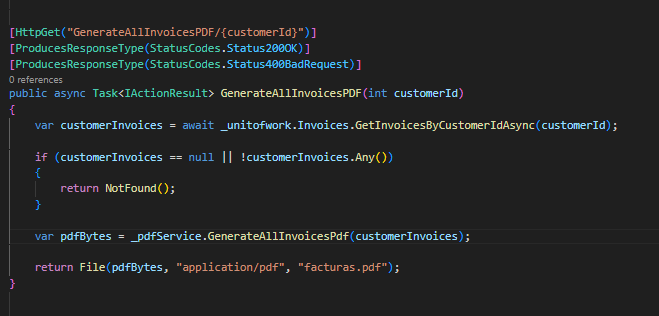 [HttpGet("GenerateAllInvoicesPDF/{customerId}")]
[ProducesResponseType(StatusCodes.Status200OK)]
[ProducesResponseType(StatusCodes.Status400BadRequest)]
0 references
public async Task<IActionResult> GenerateAllInvoicesPDF(int customerId)
{
    var customerInvoices = await _unitofwork.Invoices.GetInvoicesByCustomerIdAsync(customerId);
    if (customerInvoices == null || !customerInvoices.Any())
    {
        return NotFound();
    }
    var pdfBytes = _pdfService.GenerateAllInvoicesPdf(customerInvoices);
    return File(pdfBytes, "application/pdf", "facturas.pdf");
}